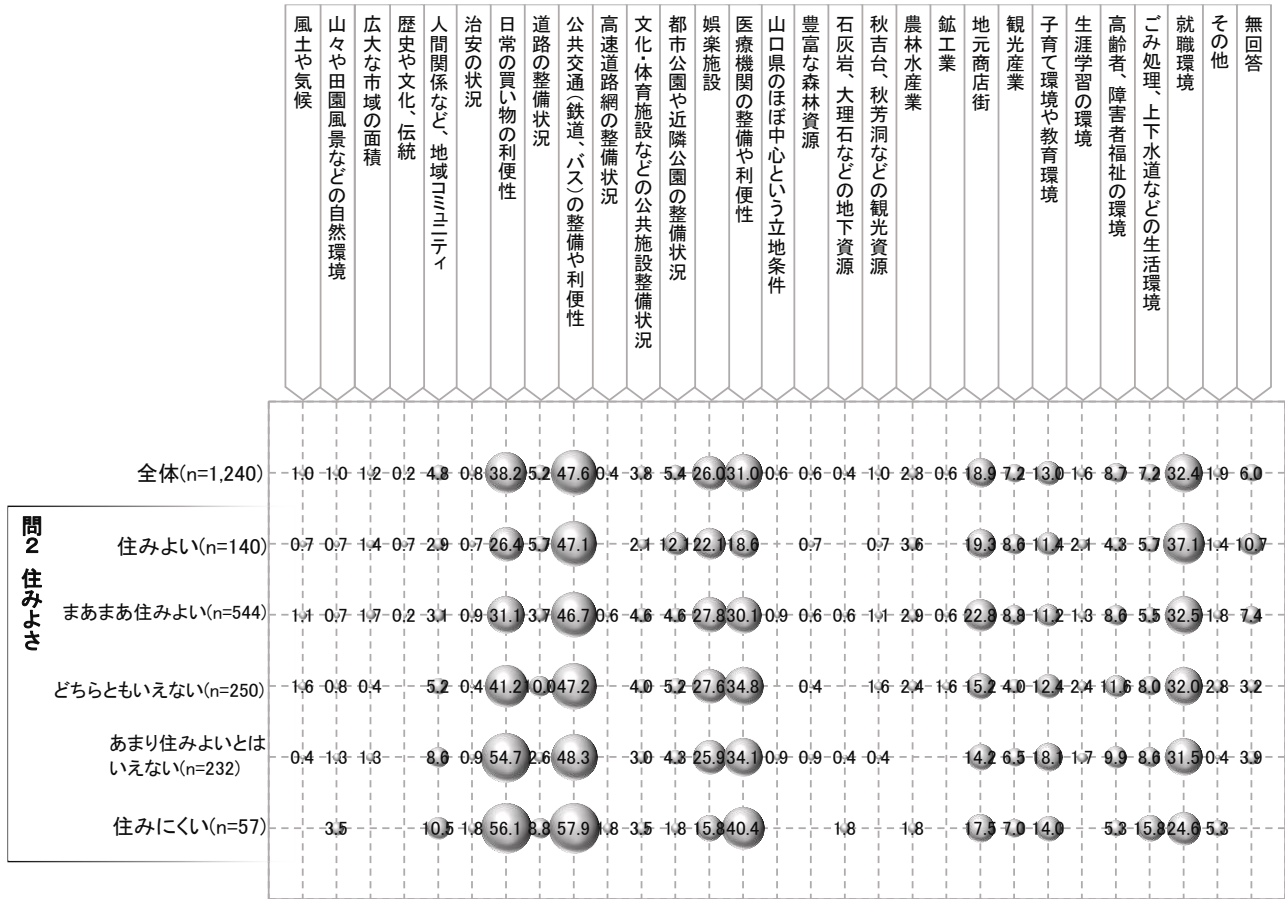 風土や気候
山々や田園風景などの自然環境
広大な市域の面積
歴史や文化、伝統
人間関係など、地域コミュニティ
治安の状況
日常の買い物の利便性
道路の整備状況
公共交通(鉄道、バス)の整備や利便性
高速道路網の整備状況
文化・体育施設などの公共施設整備状況
都市公園や近隣公園の整備状況
娯楽施設
医療機関の整備や利便性
山口県のほぼ中心という立地条件
豊富な森林資源
石灰岩、大理石などの地下資源
秋吉台、秋芳洞などの観光資源
農林水産業
鉱工業
地元商店街
観光産業
子育て環境や教育環境
生涯学習の環境
高齢者、障害者福祉の環境
ごみ処理、上下水道などの生活環境
就職環境
その他
無回答
全体(n=1,240) 1.0 1.0 1.2 0.2 4.8 0.8 38.2 5.2 47.6 0.4 3.8 5.4 26.0 31.0 0.6 0.6 0.4 1.0 2.8 0.6 18.9 7.2 13.0 1.6 8.7 7.2 32.4 1.9 6.0
問2 住みよさ
住みよい(n=140) 0.7 0.7 1.4 0.7 2.9 0.7 26.4 5.7 47.1 2.1 12.1 22.1 18.6 0.7 0.7 3.6 19.3 8.6 11.4 2.1 4.3 5.7 37.1 1.4 10.7
まあまあ住みよい(n=544) 1.1 0.7 1.7 0.2 3.1 0.9 31.1 3.7 46.7 0.6 4.6 4.6 27.8 30.1 0.9 0.6 0.6 1.1 2.9 0.6 22.8 8.8 11.2 1.3 8.6 5.5 32.5 1.8 7.4
どちらともいえない(n=250) 1.6 0.8 0.4 5.2 0.4 41.2 10.0 47.2 4.0 5.2 27.6 34.8 0.4 1.6 2.4 1.6 15.2 4.0 12.4 2.4 11.6 8.0 32.0 2.8 3.2
あまり住みよいとは
いえない(n=232) 0.4 1.3 1.3 8.6 0.9 54.7 2.6 48.3 3.0 4.3 25.9 34.1 0.9 0.9 0.4 0.4 14.2 6.5 18.1 1.7 9.9 8.6 31.5 0.4 3.9
住みにくい(n=57) 3.5 10.5 1.8 56.1 8.8 57.9 1.8 3.5 1.8 15.8 40.4 1.8 1.8 17.5 7.0 14.0 5.3 15.8 24.6 5.3